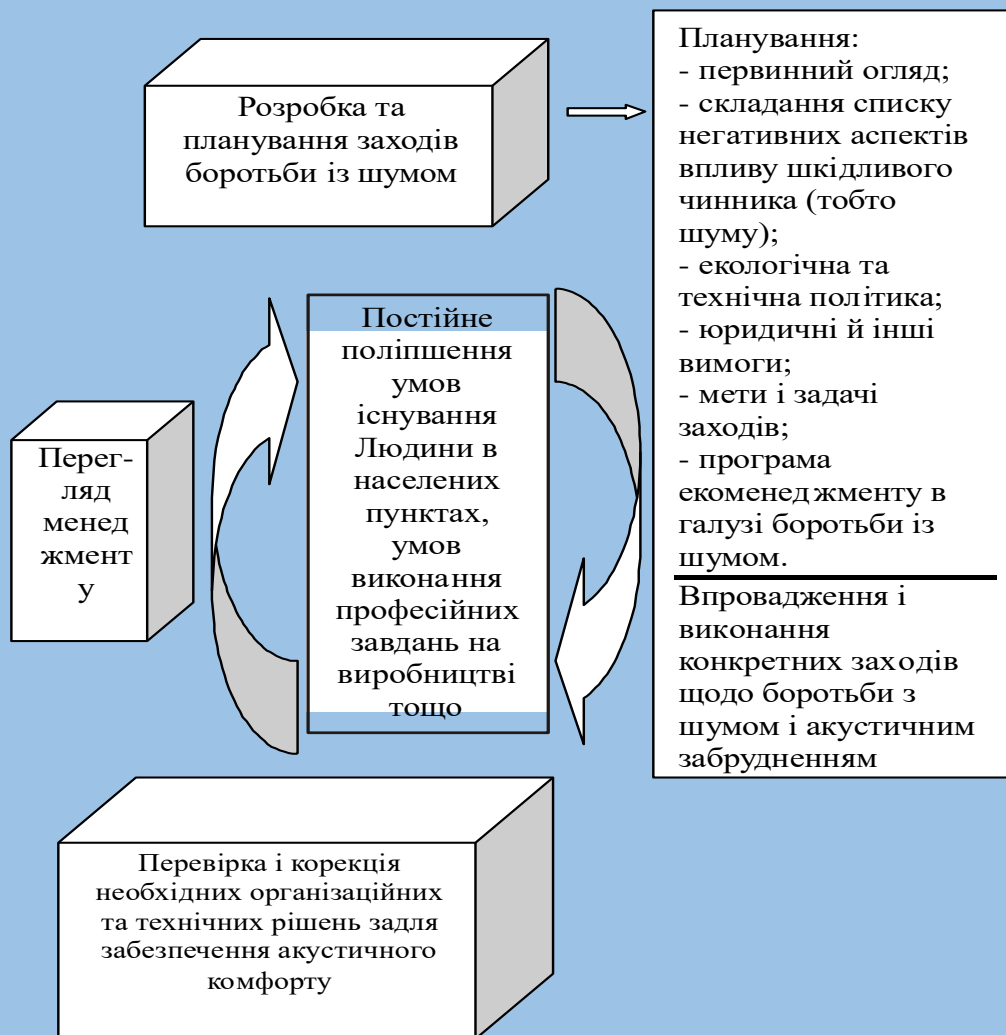 Розробка та
планування заходів
боротьби із шумом
Планування:
- первинний огляд;
- складання списку
негативних аспектів
впливу шкідливого
чинника (тобто
шуму);
- екологічна та
технічна політика;
- юридичні й інші
вимоги;
- мети і задачі
заходів;
- програма
екоменеджменту в
галузі боротьби із
шумом.
Впровадження і
виконання
конкретних заходів
щодо боротьби з
шумом і акустичним
забрудненням
Постійне
поліпшення
умов
існування
Людини в
населених
пунктах,
умов
виконання
професійних
завдань на
виробництві
тощо
Перег-
ляд
менед
жмент
у
Перевірка і корекція
необхідних організаційних
та технічних рішень задля
забезпечення акустичного
комфорту